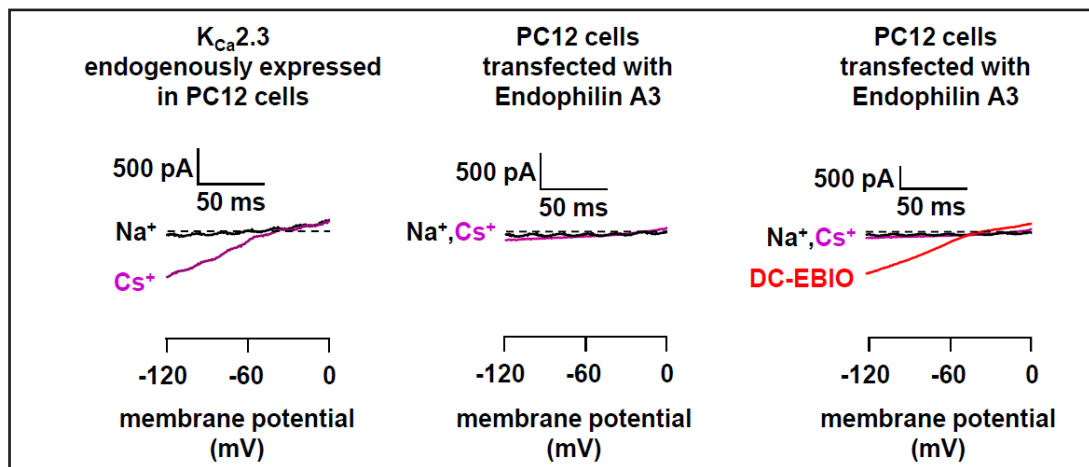 K_Ca2.3
endogenously expressed
in PC12 cells
500 pA
50 ms
Na⁺
Cs⁺
-120 -60 0
membrane potential
(mV)
PC12 cells
transfected with
Endophilin A3
500 pA
50 ms
Na⁺,Cs⁺
-120 -60 0
membrane potential
(mV)
PC12 cells
transfected with
Endophilin A3
500 pA
50 ms
Na⁺,Cs⁺
DC-EBIO
-120 -60 0
membrane potential
(mV)